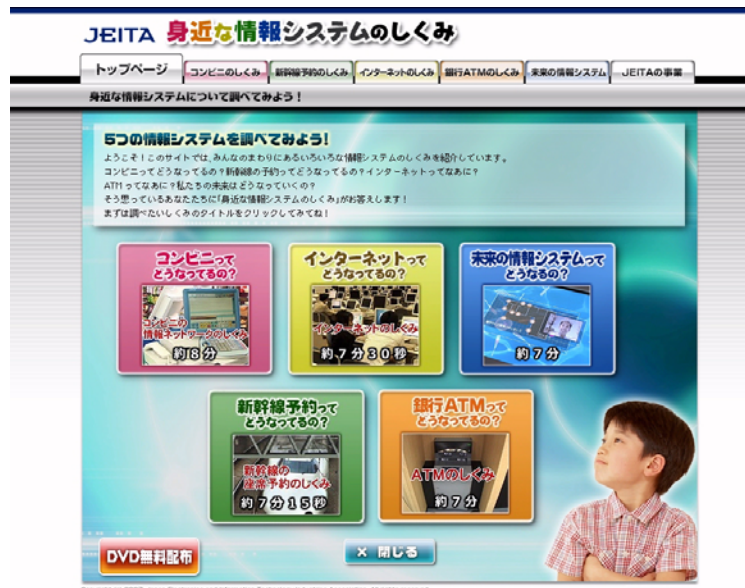 JEITA 身近な情報システムのしくみ
トップページ
コンビニのしくみ
新幹線予約のしくみ
インターネットのしくみ
銀行ATMのしくみ
未来の情報システム
JEITAの事業
身近な情報システムについて調べてみよう!
5つの情報システムを調べてみよう!
ようこそ!このサイトでは、みんなのまわりにあるいろいろな情報システムのしくみを紹介しています。
コンビニってどうなってるの?新幹線の予約ってどうなってるの?インターネットってなあに?
ATMってなあに?私たちの未来はどうなっていくの?
そう思っているあなたたちに「身近な情報システムのしくみ」がお答えします!
まずは調べたいしくみのタイトルをクリックしてみてね!
コンビニって
どうなってるの?
コンビニの
情報ネットワークのしくみ
約8分
インターネットって
どうなってるの?
インターネットのしくみ
約7分30秒
未来の情報システムって
どうなるの?
約7分
新幹線予約って
どうなってるの?
新幹線の
座席予約のしくみ
約7分15秒
銀行ATMって
どうなってるの?
ATMのしくみ
約7分
DVD無料配布
× 閉じる